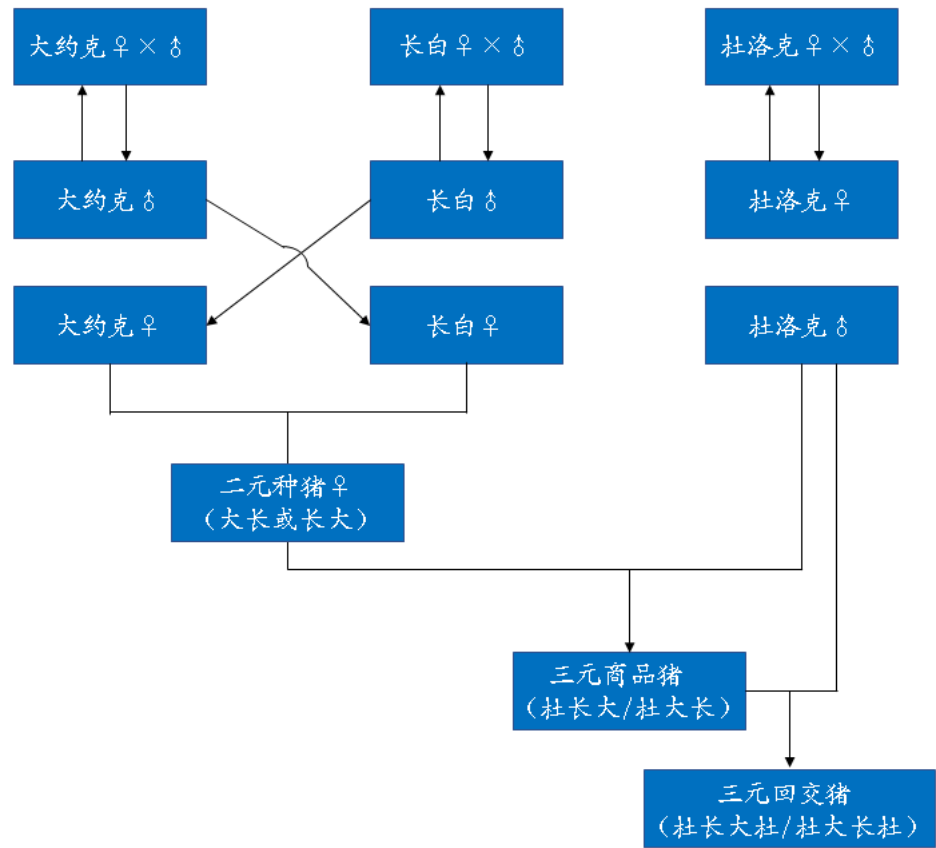 大约克♀×♂
长白♀×♂
杜洛克♀×♂
大约克♂
长白♂
杜洛克♀
大约克♀
长白♀
杜洛克♂
二元种猪♀
（大长或长大）
三元商品猪
（杜长大/杜大长）
三元回交猪
（杜长大杜/杜大长杜）